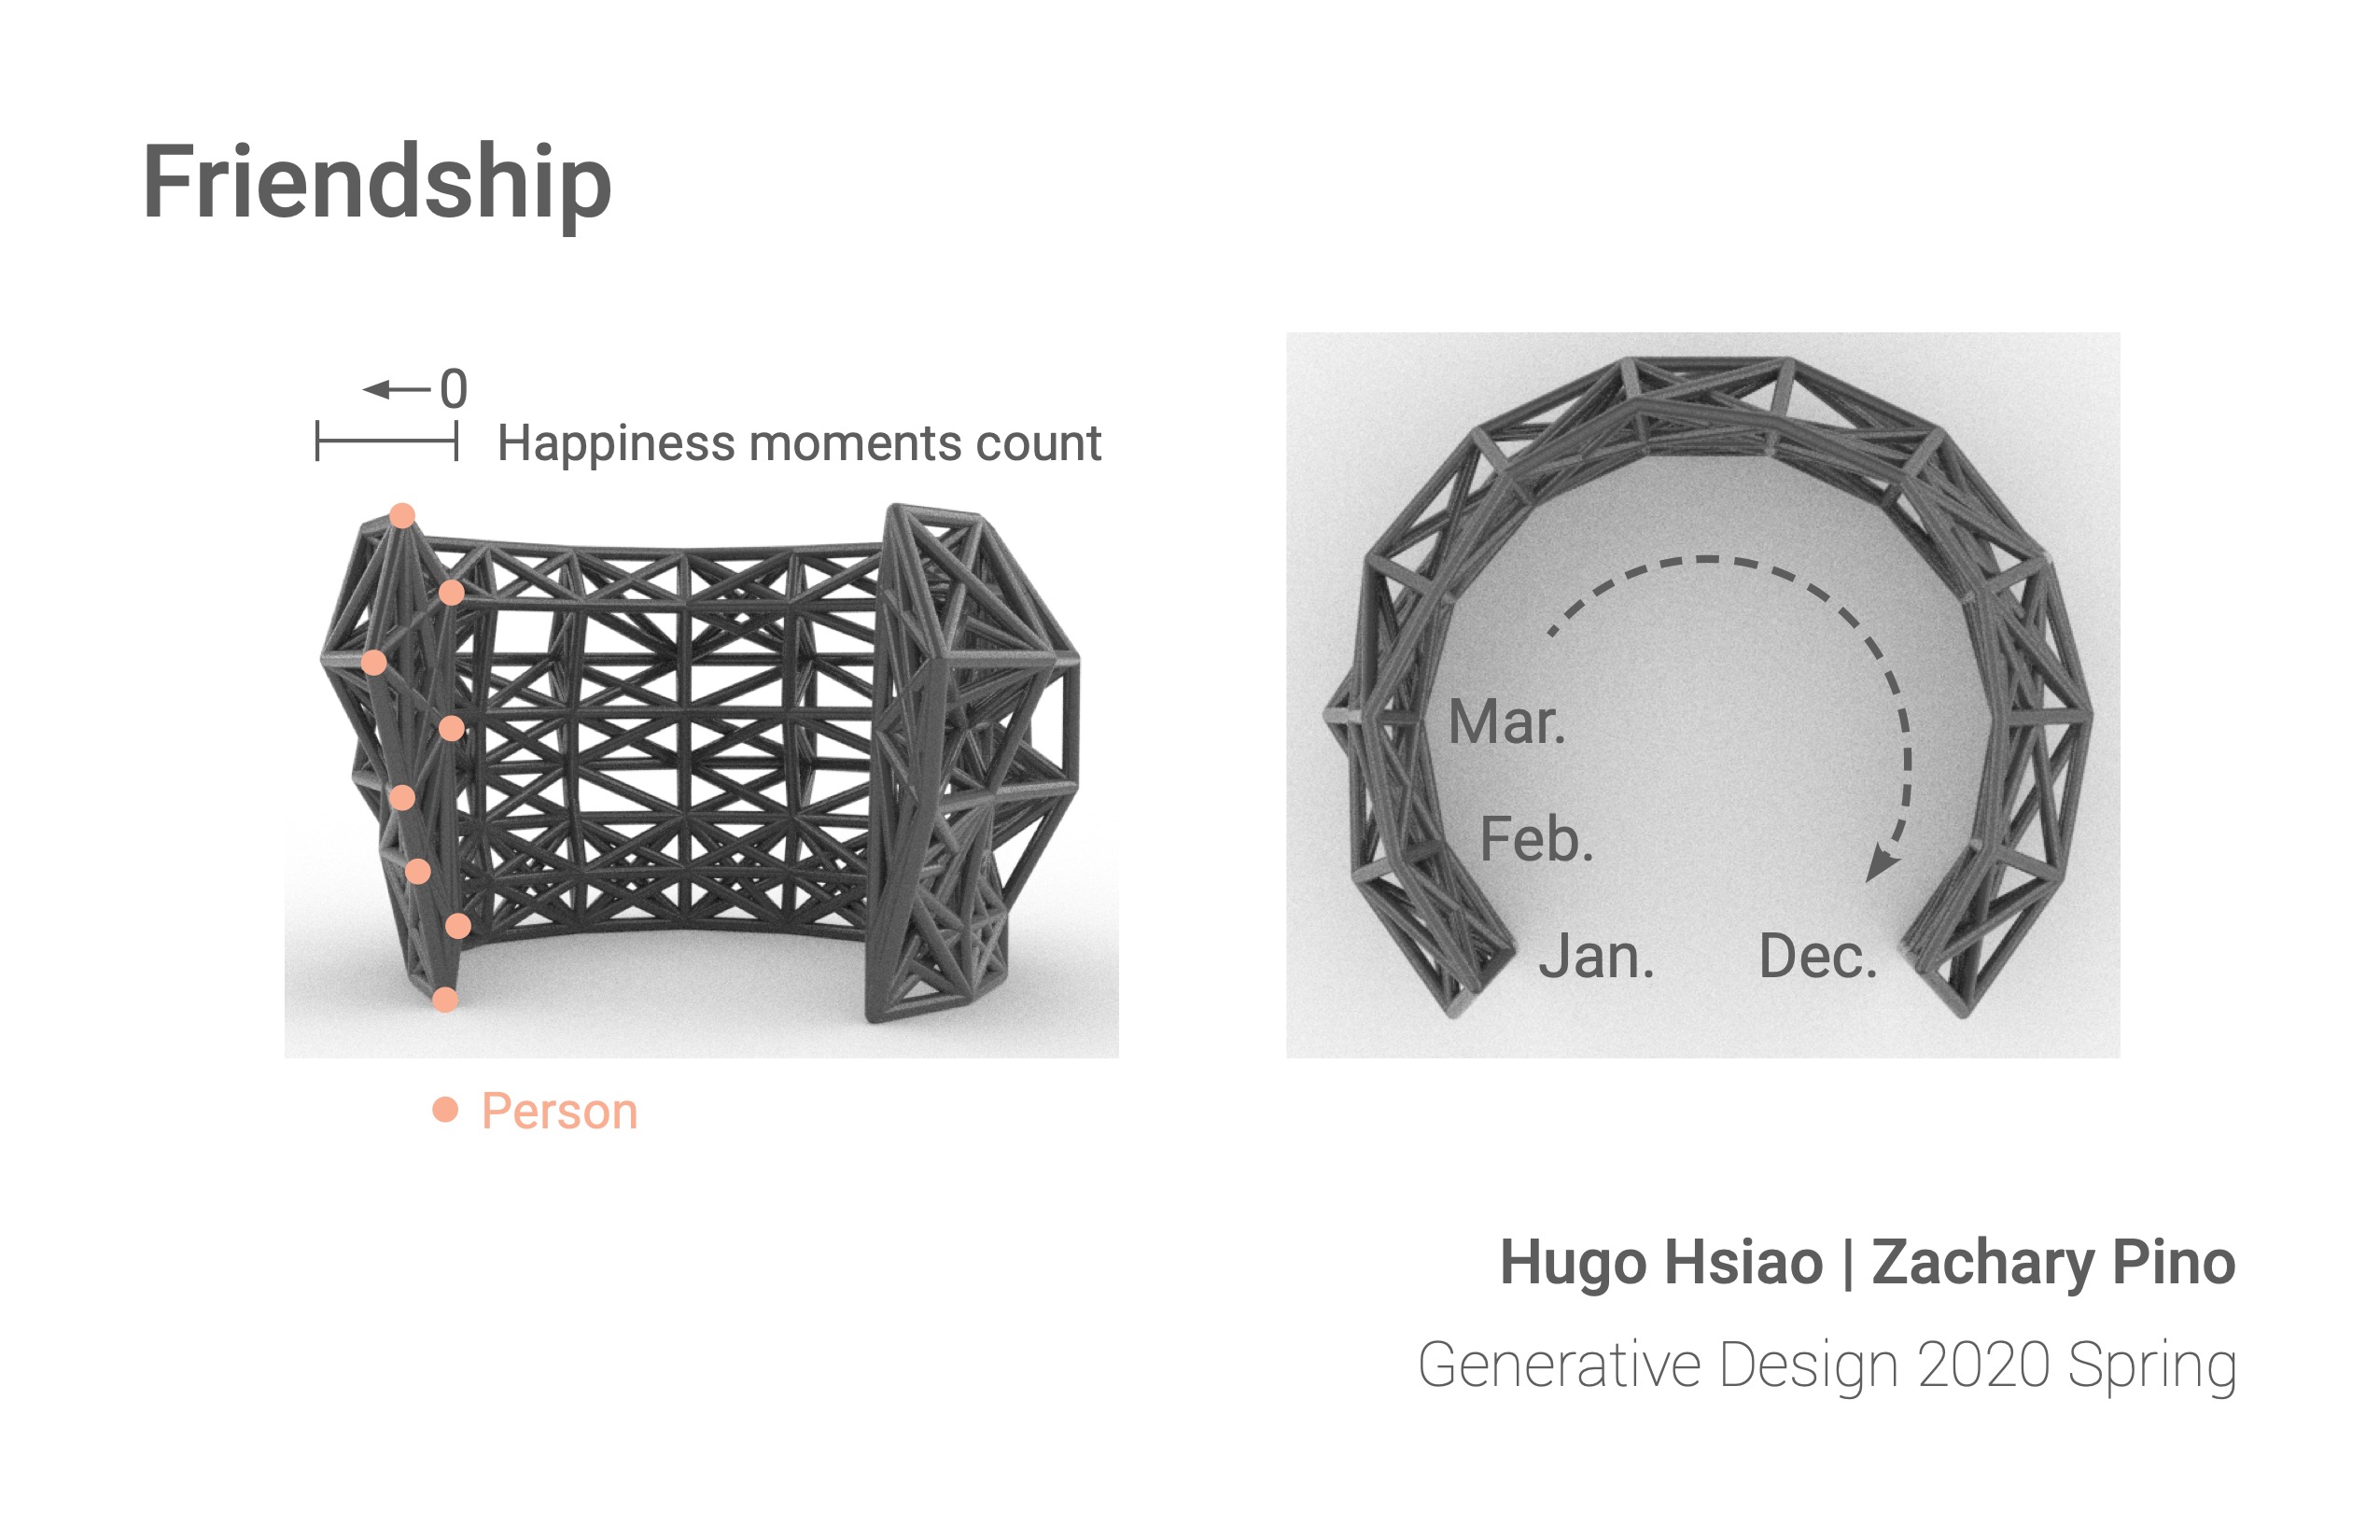 Friendship
0
Happiness moments count
Person
Mar.
Feb.
Jan.
Dec.
Hugo Hsiao | Zachary Pino
Generative Design 2020 Spring